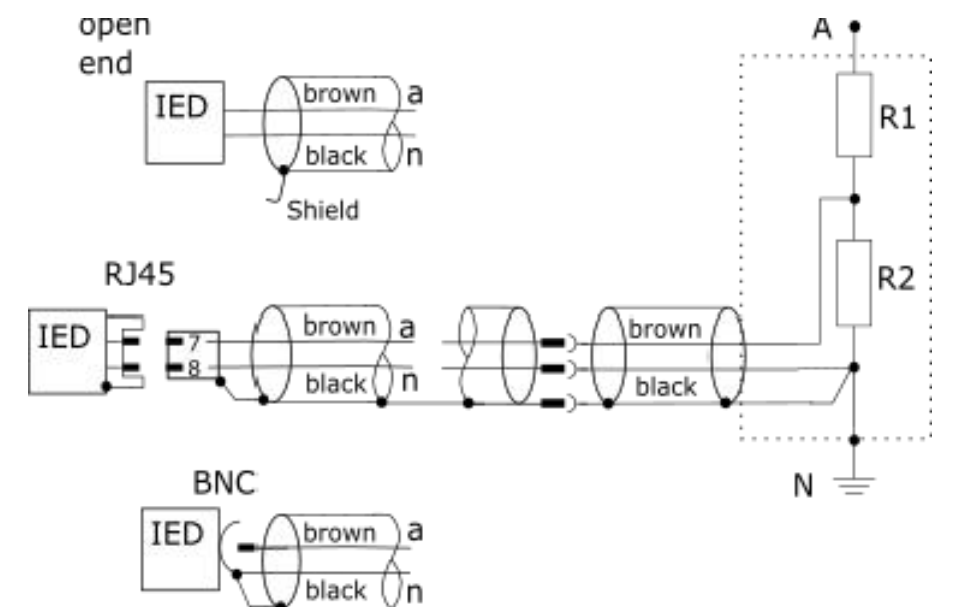 open
end
IED
brown
a
black
n
Shield
A
R1
R2
RJ45
IED
7
8
brown
a
black
n
brown
black
N
BNC
IED
brown
a
black
n